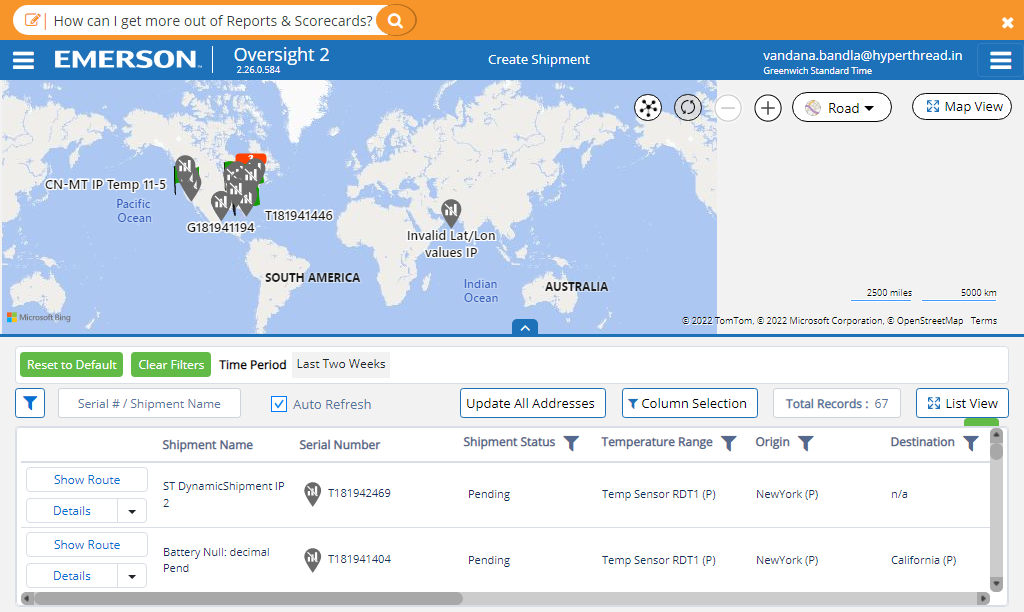 How can I get more out of Reports & Scorecards?
EMERSON
Oversight 2
2.26.0.584
Create Shipment
vandana.bandla@hyperthread.in
Greenwich Standard Time
Road
Map View
CN-MT IP Temp 11-5
Pacific
Ocean
T181941446
G181941194
Invalid Lat/Lon
values IP
SOUTH AMERICA
Indian
Ocean
AUSTRALIA
2500 miles
5000 km
Microsoft Bing
© 2022 TomTom, © 2022 Microsoft Corporation, © OpenStreetMap Terms
Reset to Default
Clear Filters
Time Period
Last Two Weeks
Serial # / Shipment Name
Auto Refresh
Update All Addresses
Column Selection
Total Records : 67
List View
Shipment Name
Serial Number
Shipment Status
Temperature Range
Origin
Destination
Show Route
Details
ST DynamicShipment IP
2
T181942469
Pending
Temp Sensor RDT1 (P)
NewYork (P)
n/a
Show Route
Details
Battery Null: decimal
Pend
T181941404
Pending
Temp Sensor RDT1 (P)
NewYork (P)
California (P)